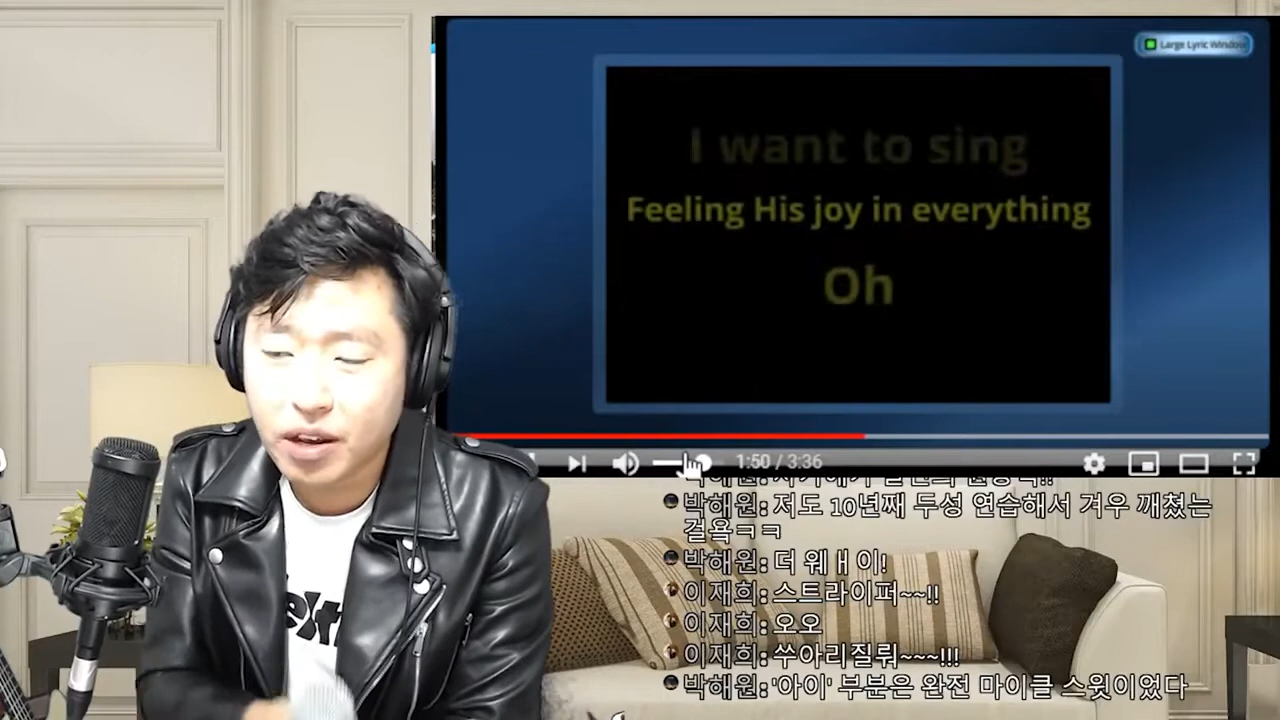 Large Lyric Window
I want to sing
Feeling His joy in everything
Oh
1:50 / 3:36
박해원: 저도 10년째 두성 연습해서 겨우 깨쳤는
걸욬ㅋㅋ
박해원: 더 웨ㅐ이!
이재희: 스트라이퍼~~!!
이재희: 오오
이재희: 쑤아리질뤄~~~!!!
박해원: '아이' 부분은 완전 마이클 스윗이었다